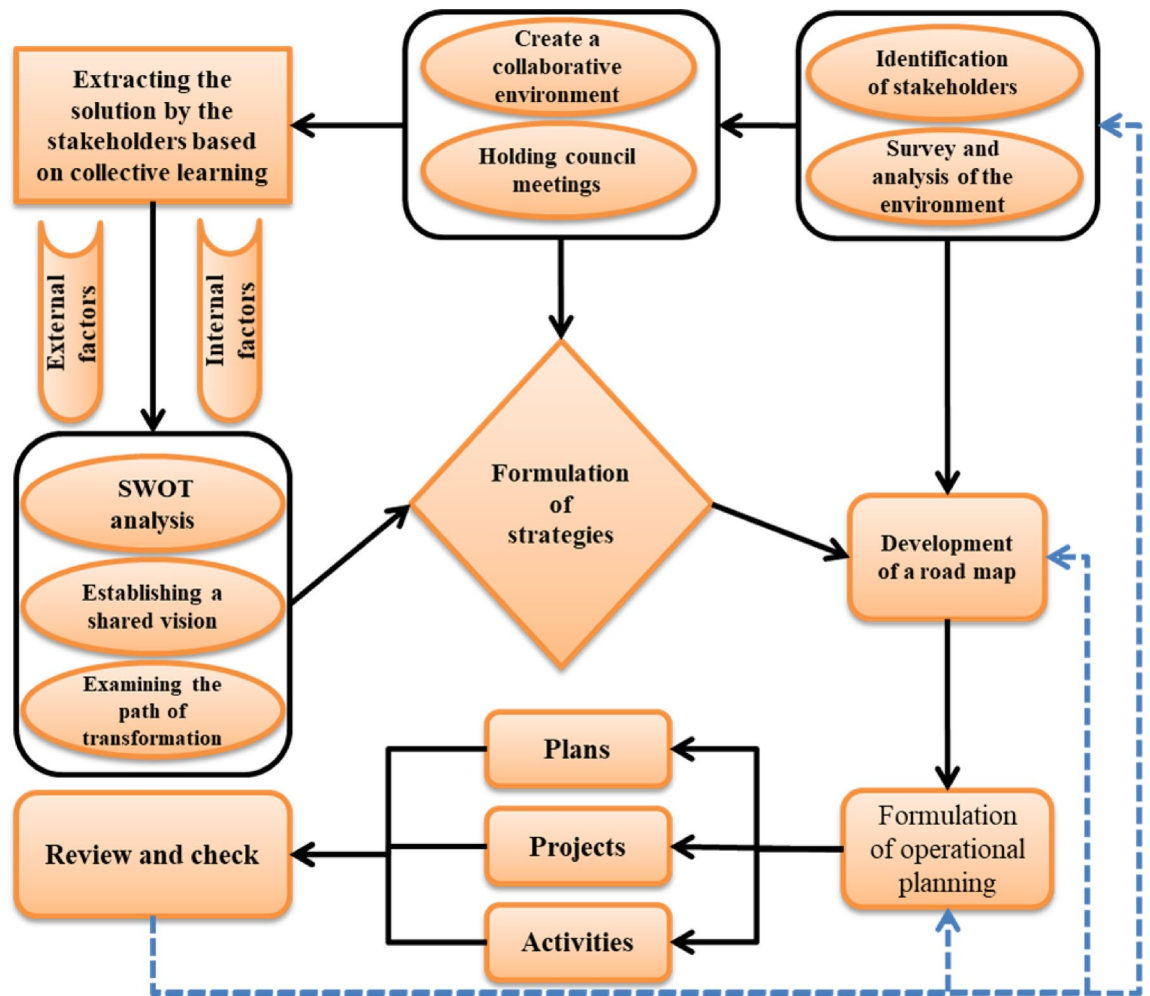 Extracting the
solution by the
stakeholders based
on collective learning
Create a
collaborative
environment
Holding council
meetings
Identification
of stakeholders
Survey and
analysis of the
environment
External
factors
Internal
factors
SWOT
analysis
Establishing a
shared vision
Examining the
path of
transformation
Formulation
of
strategies
Development
of a road map
Plans
Projects
Activities
Formulation
of operational
planning
Review and check